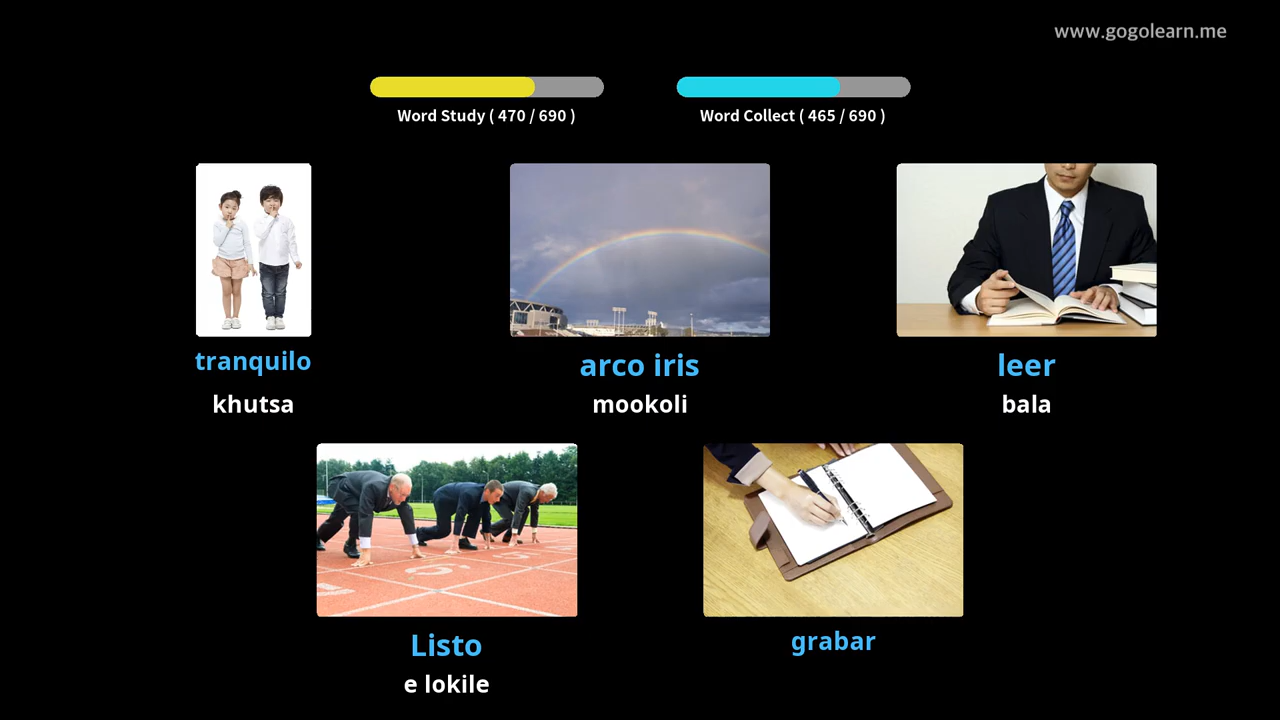 www.gogolearn.me
Word Study ( 470 / 690 )
Word Collect ( 465 / 690 )
tranquilo
khutsa
arco iris
mookoli
leer
bala
Listo
e lokile
grabar